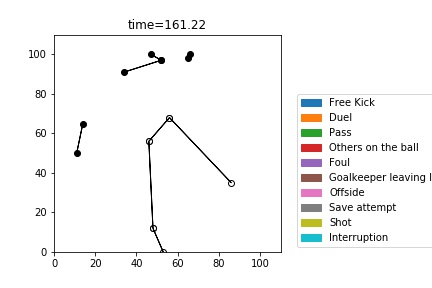 time=161.22
100
80
60
40
20
0
0 20 40 60 80 100
Free Kick
Duel
Pass
Others on the ball
Foul
Goalkeeper leaving l
Offside
Save attempt
Shot
Interruption